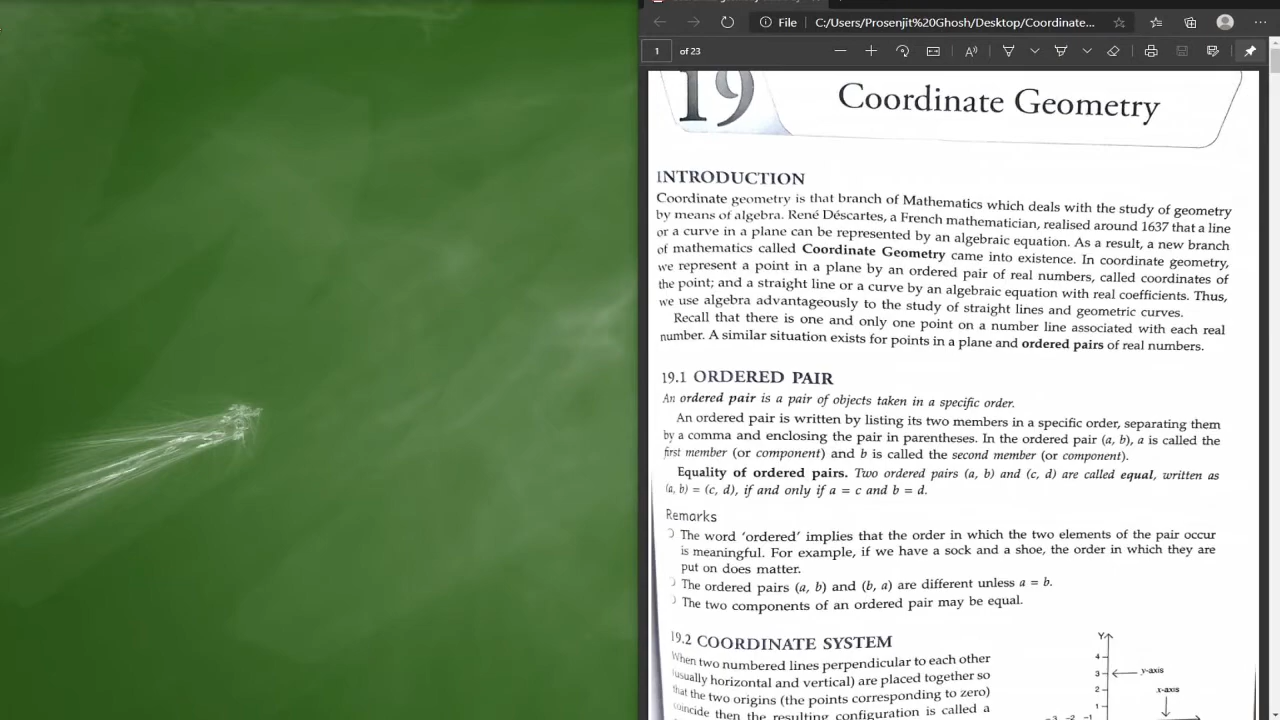 File
C:/Users/Prosenjit%20Ghosh/Desktop/Coordinate...
1 of 23
19
Coordinate Geometry
INTRODUCTION
Coordinate geometry is that branch of Mathematics which deals with the study of geometry
by means of algebra. René Déscartes, a French mathematician, realised around 1637 that a line
or a curve in a plane can be represented by an algebraic equation. As a result, a new branch
of mathematics called Coordinate Geometry came into existence. In coordinate geometry,
we represent a point in a plane by an ordered pair of real numbers, called coordinates of
the point; and a straight line or a curve by an algebraic equation with real coefficients. Thus,
we use algebra advantageously to the study of straight lines and geometric curves.
Recall that there is one and only one point on a number line associated with each real
number. A similar situation exists for points in a plane and ordered pairs of real numbers.
19.1 ORDERED PAIR
An ordered pair is a pair of objects taken in a specific order.
An ordered pair is written by listing its two members in a specific order, separating them
by a comma and enclosing the pair in parentheses. In the ordered pair (a, b), a is called the
first member (or component) and b is called the second member (or component).
Equality of ordered pairs. Two ordered pairs (a, b) and (c, d) are called equal, written as
(a, b) = (c, d), if and only if a = c and b = d.
Remarks
The word 'ordered' implies that the order in which the two elements of the pair occur
is meaningful. For example, if we have a sock and a shoe, the order in which they are
put on does matter.
The ordered pairs (a, b) and (b, a) are different unless a = b.
The two components of an ordered pair may be equal.
19.2 COORDINATE SYSTEM
When two numbered lines perpendicular to each other
(usually horizontal and vertical) are placed together so
that the two origins (the points corresponding to zero)
coincide then the resulting configuration is called a
Y
4
3
y-axis
2
x-axis
1
-3 -2 -1